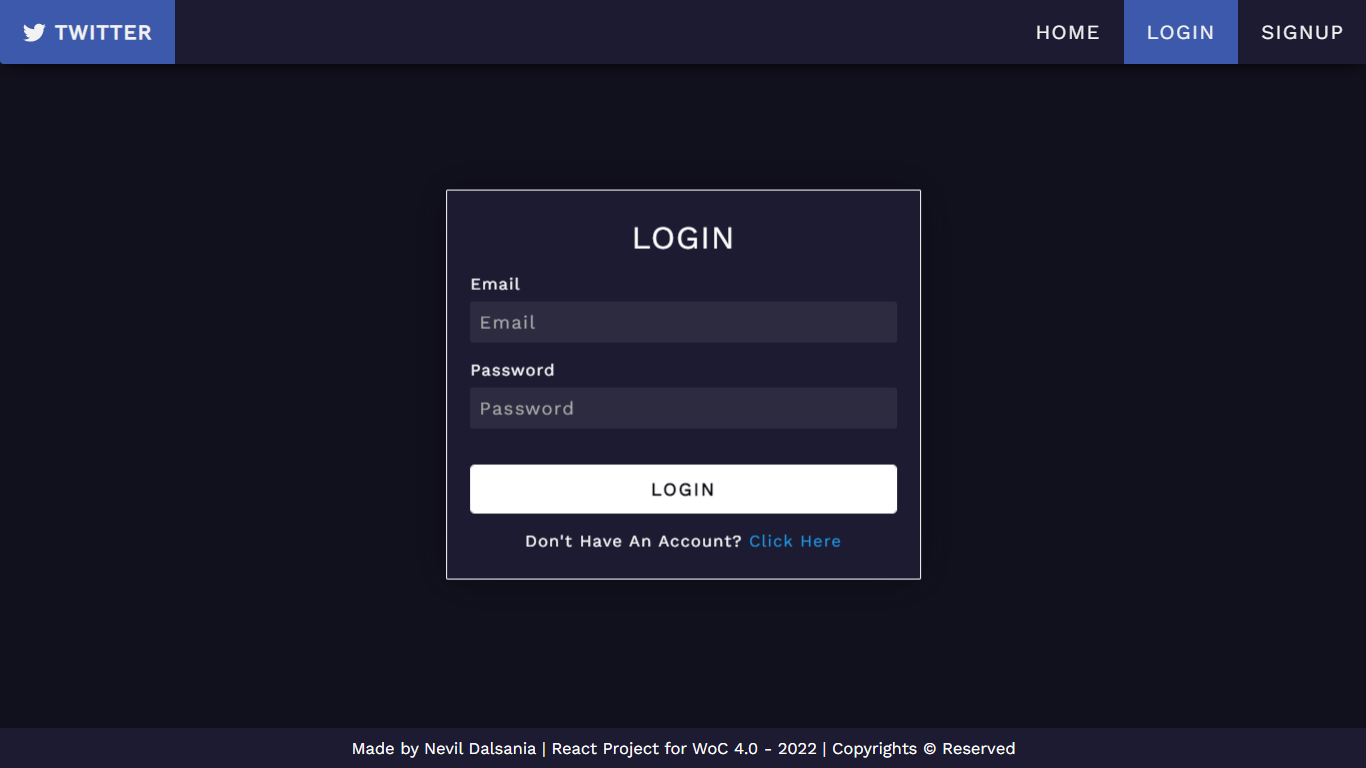 TWITTER HOME LOGIN SIGNUP
LOGIN
Email
Email
Password
Password
LOGIN
Don't Have An Account? Click Here
Made by Nevil Dalsania | React Project for WoC 4.0 - 2022 | Copyrights © Reserved